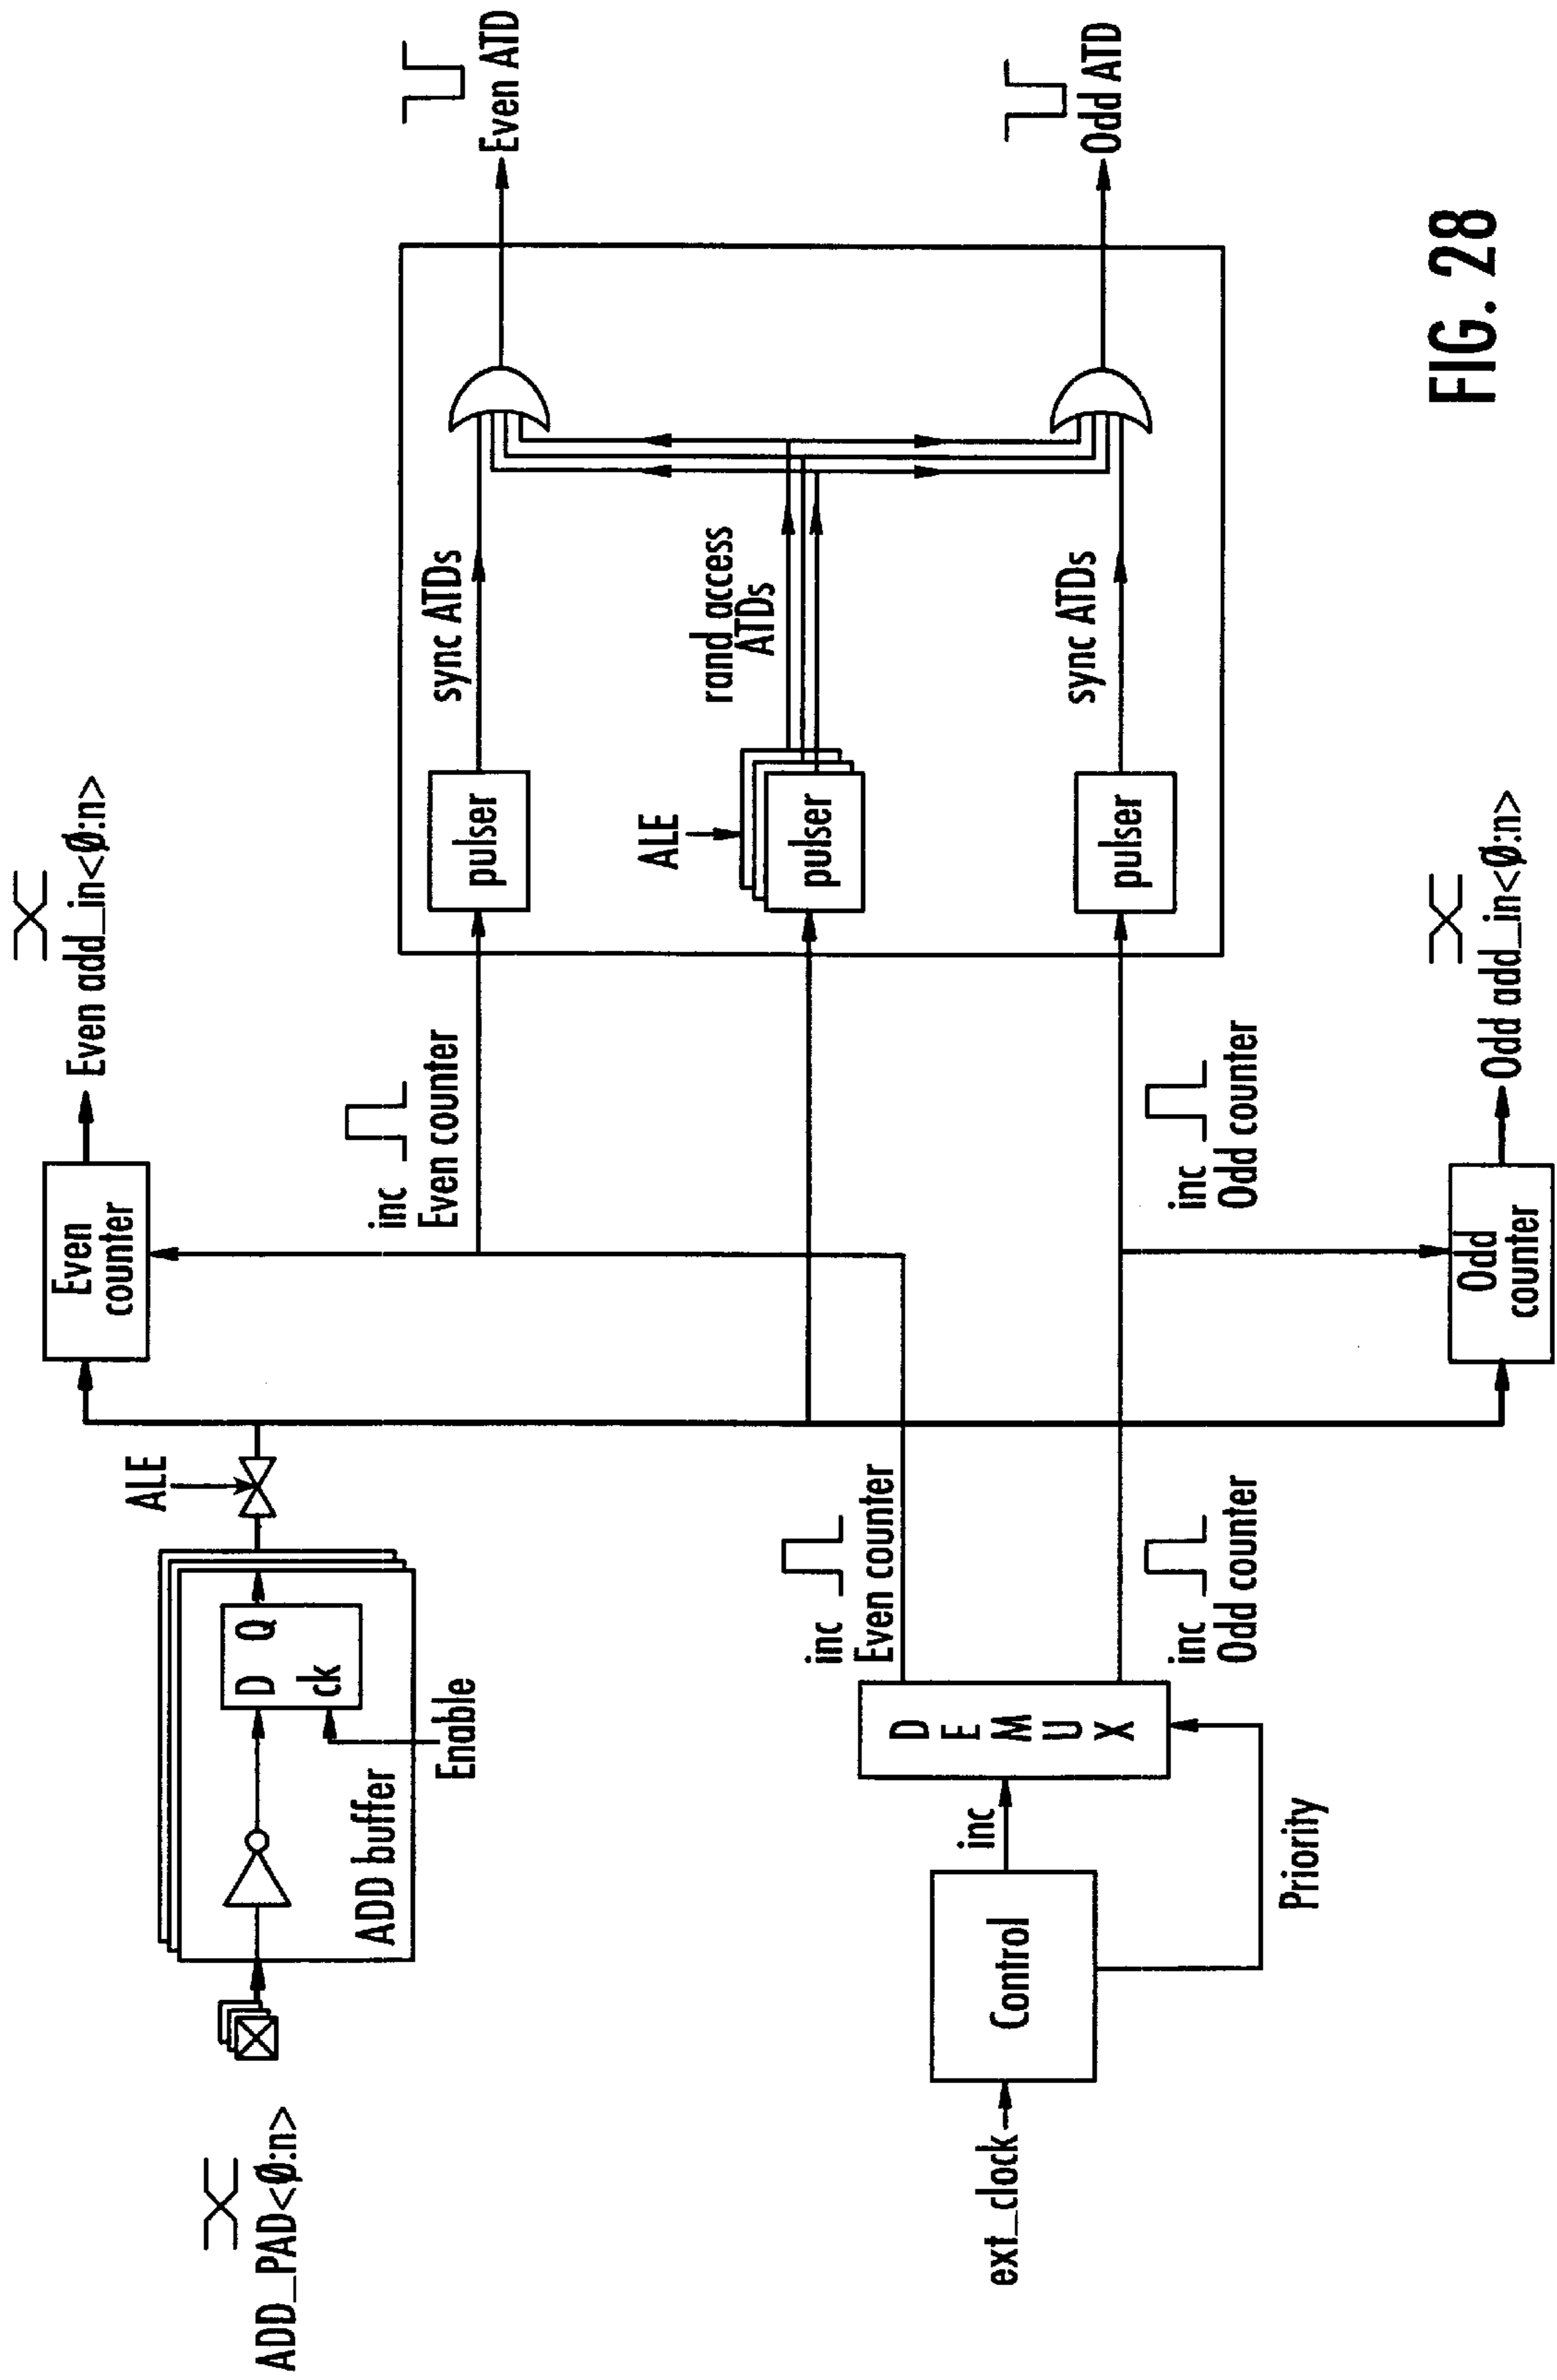 ADD_PAD<Ø:n>
ADD buffer
D Q
ck
Enable
ALE
Even
counter
Even add_in<Ø:n>
inc
Even counter
ext_clock
Control
inc
Priority
DEMUX
inc
Even counter
inc
Odd counter
inc
Odd counter
Odd
counter
Odd add_in<Ø:n>
pulser
sync ATDs
ALE
pulser
rand access
ATDs
pulser
sync ATDs
Even ATD
Odd ATD
FIG. 28